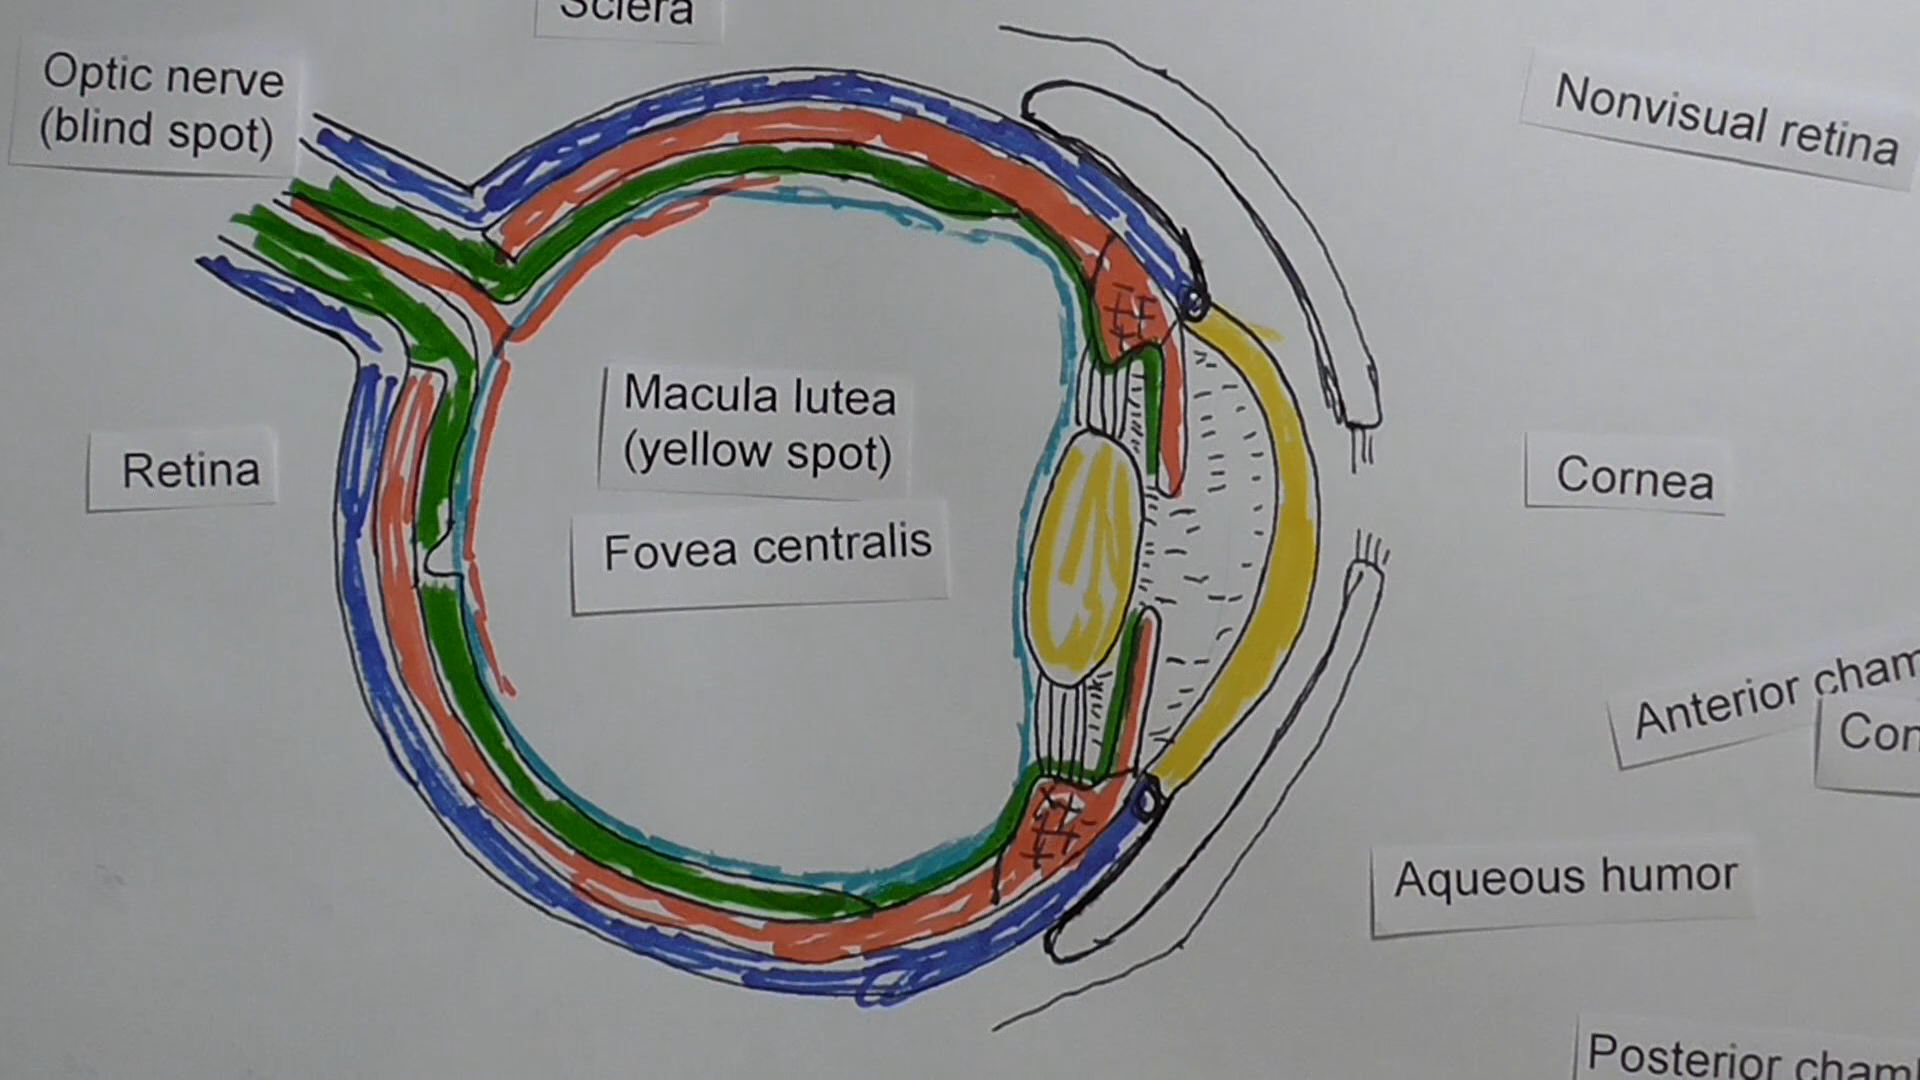 Sclera
Optic nerve
(blind spot)
Nonvisual retina
Macula lutea
(yellow spot)
Retina
Cornea
Fovea centralis
Anterior cham
Con
Aqueous humor
Posterior cham